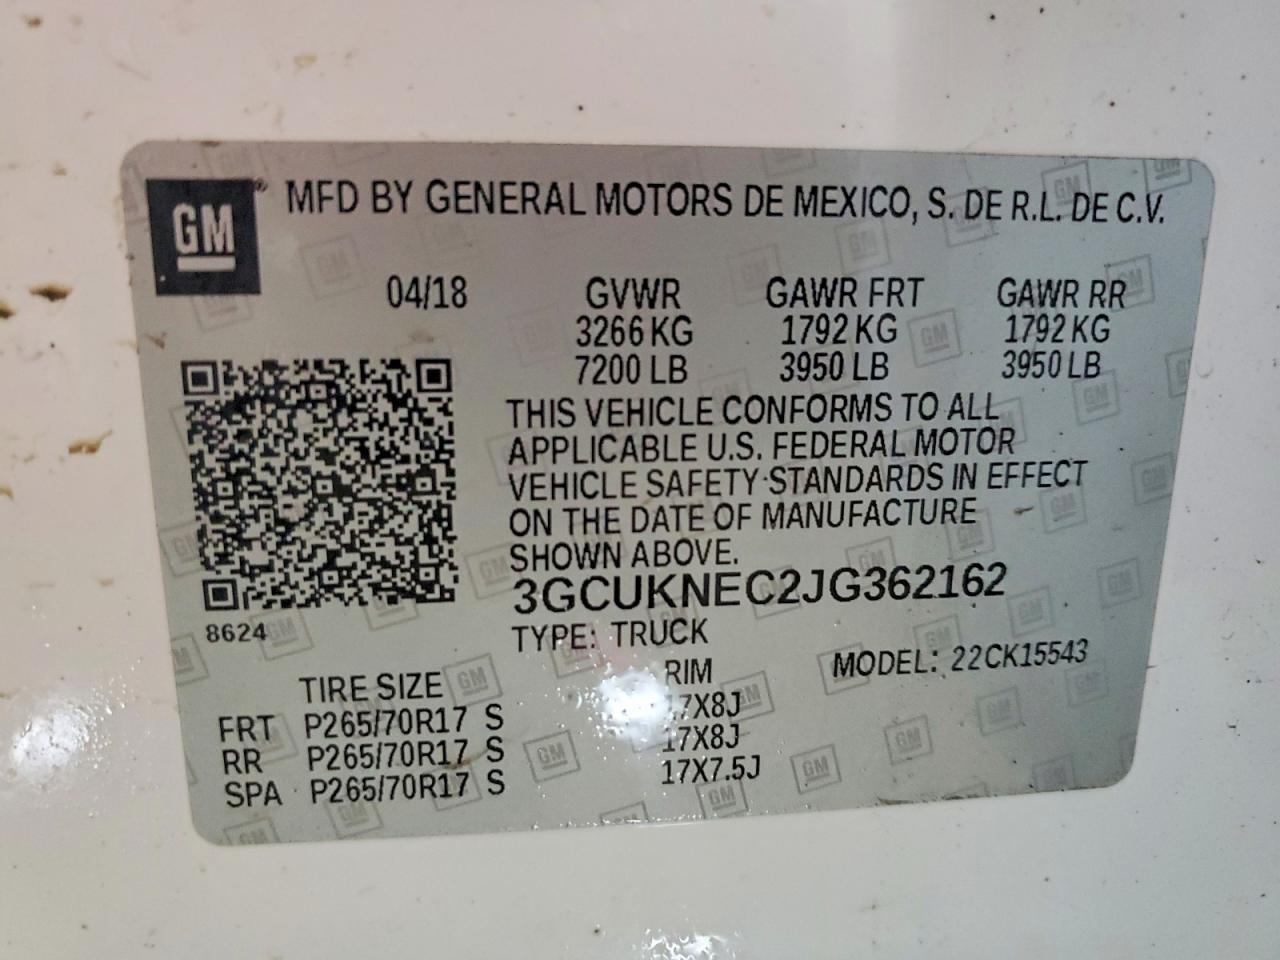 GM® MFD BY GENERAL MOTORS DE MEXICO, S. DE R.L. DE C.V.
04/18 GVWR GAWR FRT GAWR RR
3266 KG 1792 KG 1792 KG
7200 LB 3950 LB 3950 LB
THIS VEHICLE CONFORMS TO ALL
APPLICABLE U.S. FEDERAL MOTOR
VEHICLE SAFETY STANDARDS IN EFFECT
ON THE DATE OF MANUFACTURE
SHOWN ABOVE.
3GCUKNEC2JG362162
8624
TYPE: TRUCK
MODEL: 22CK15543
TIRE SIZE RIM
FRT P265/70R17 S 17X8J
RR P265/70R17 S 17X8J
SPA P265/70R17 S 17X7.5J